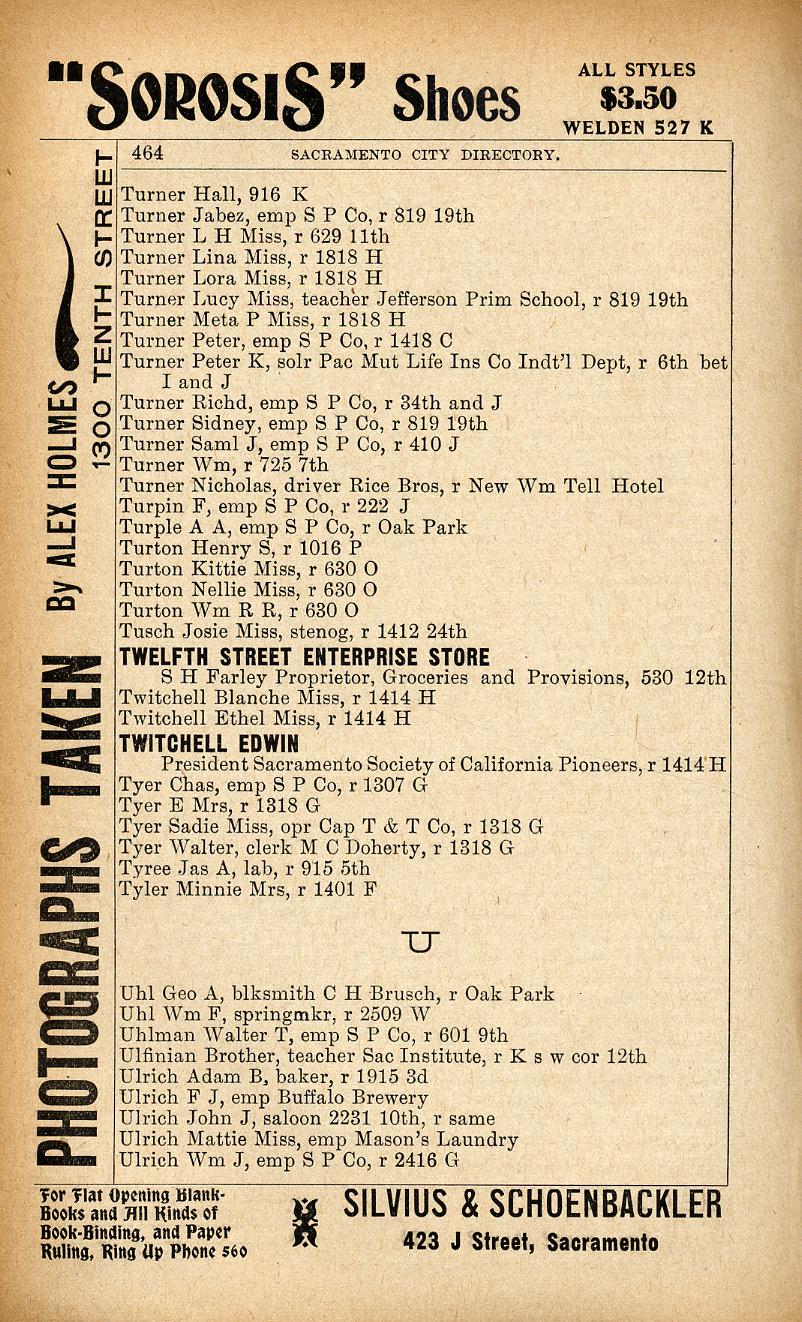 "SOROSIS" Shoes
ALL STYLES
$3.50
WELDEN 527 K
464 SACRAMENTO CITY DIRECTORY.
Turner Hall, 916 K
Turner Jabez, emp S P Co, r 819 19th
Turner L H Miss, r 629 11th
Turner Lina Miss, r 1818 H
Turner Lora Miss, r 1818 H
Turner Lucy Miss, teacher Jefferson Prim School, r 819 19th
Turner Meta P Miss, r 1818 H
Turner Peter, emp S P Co, r 1418 C
Turner Peter K, solr Pac Mut Life Ins Co Indt'l Dept, r 6th bet
I and J
Turner Richd, emp S P Co, r 34th and J
Turner Sidney, emp S P Co, r 819 19th
Turner Saml J, emp S P Co, r 410 J
Turner Wm, r 725 7th
Turner Nicholas, driver Rice Bros, r New Wm Tell Hotel
Turpin F, emp S P Co, r 222 J
Turple A A, emp S P Co, r Oak Park
Turton Henry S, r 1016 P
Turton Kittie Miss, r 630 O
Turton Nellie Miss, r 630 O
Turton Wm R R, r 630 O
Tusch Josie Miss, stenog, r 1412 24th
TWELFTH STREET ENTERPRISE STORE
S H Farley Proprietor, Groceries and Provisions, 530 12th
Twitchell Blanche Miss, r 1414 H
Twitchell Ethel Miss, r 1414 H
TWITCHELL EDWIN
President Sacramento Society of California Pioneers, r 1414 H
Tyer Chas, emp S P Co, r 1307 G
Tyer E Mrs, r 1318 G
Tyer Sadie Miss, opr Cap T & T Co, r 1318 G
Tyer Walter, clerk M C Doherty, r 1318 G
Tyree Jas A, lab, r 915 5th
Tyler Minnie Mrs, r 1401 F
U
Uhl Geo A, blksmith C H Brusch, r Oak Park
Uhl Wm F, springmkr, r 2509 W
Uhlman Walter T, emp S P Co, r 601 9th
Ulfinian Brother, teacher Sac Institute, r K s w cor 12th
Ulrich Adam B, baker, r 1915 3d
Ulrich F J, emp Buffalo Brewery
Ulrich John J, saloon 2231 10th, r same
Ulrich Mattie Miss, emp Mason's Laundry
Ulrich Wm J, emp S P Co, r 2416 G
PHOTOGRAPHS TAKEN By ALEX HOLMES
1300 TENTH STREET
For Flat Opening Blank-
Books and All Kinds of
Book-Binding, and Paper
Ruling, Ring Up Phone 560
SILVIUS & SCHOENBACKLER
423 J Street, Sacramento